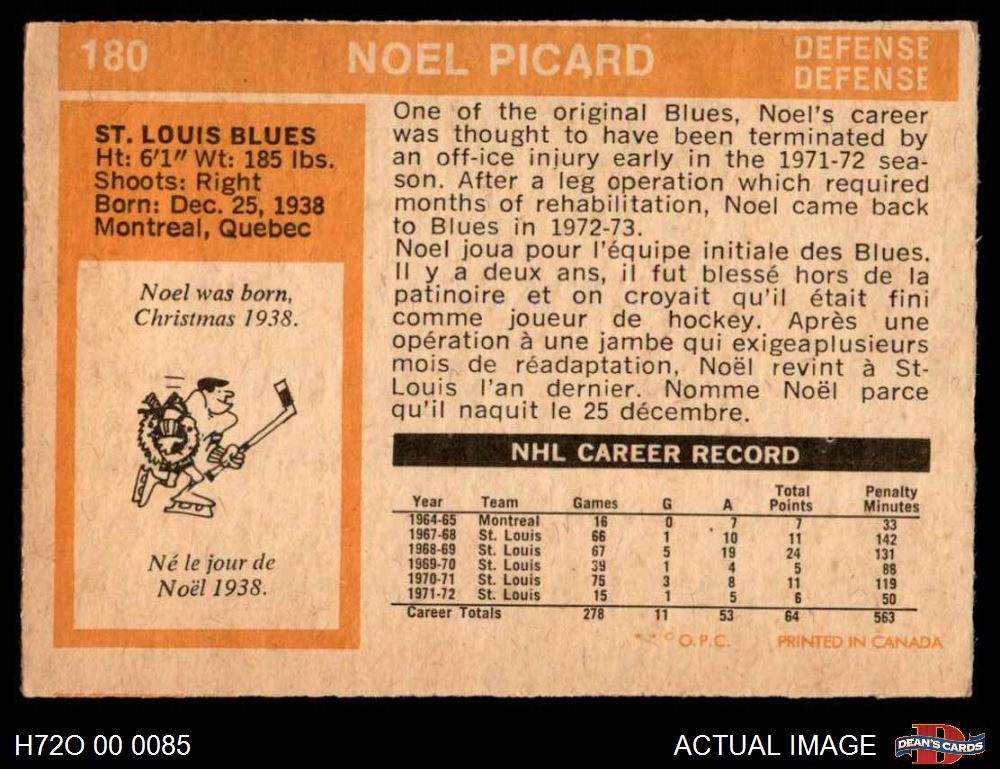 180 NOEL PICARD DEFENSE
DEFENSE
ST. LOUIS BLUES
Ht: 6'1" Wt: 185 lbs.
Shoots: Right
Born: Dec. 25, 1938
Montreal, Quebec
Noel was born,
Christmas 1938.
Né le jour de
Noël 1938.
One of the original Blues, Noel's career
was thought to have been terminated by
an off-ice injury early in the 1971-72 sea-
son. After a leg operation which required
months of rehabilitation, Noel came back
to Blues in 1972-73.
Noel joua pour l'équipe initiale des Blues.
Il y a deux ans, il fut blessé hors de la
patinoire et on croyait qu'il était fini
comme joueur de hockey. Après une
opération à une jambe qui exigeaplusieurs
mois de réadaptation, Noël revint à St-
Louis l'an dernier. Nomme Noël parce
qu'il naquit le 25 décembre.
NHL CAREER RECORD
Year Team Games G A Total Points Penalty Minutes
1964-65 Montreal 16 0 7 7 33
1967-68 St. Louis 66 1 10 11 142
1968-69 St. Louis 67 5 19 24 131
1969-70 St. Louis 39 1 4 5 88
1970-71 St. Louis 75 3 8 11 119
1971-72 St. Louis 15 1 5 6 50
Career Totals 278 11 53 64 563
O.P.C. PRINTED IN CANADA
H72O 00 0085 ACTUAL IMAGE DEAN'S CARDS